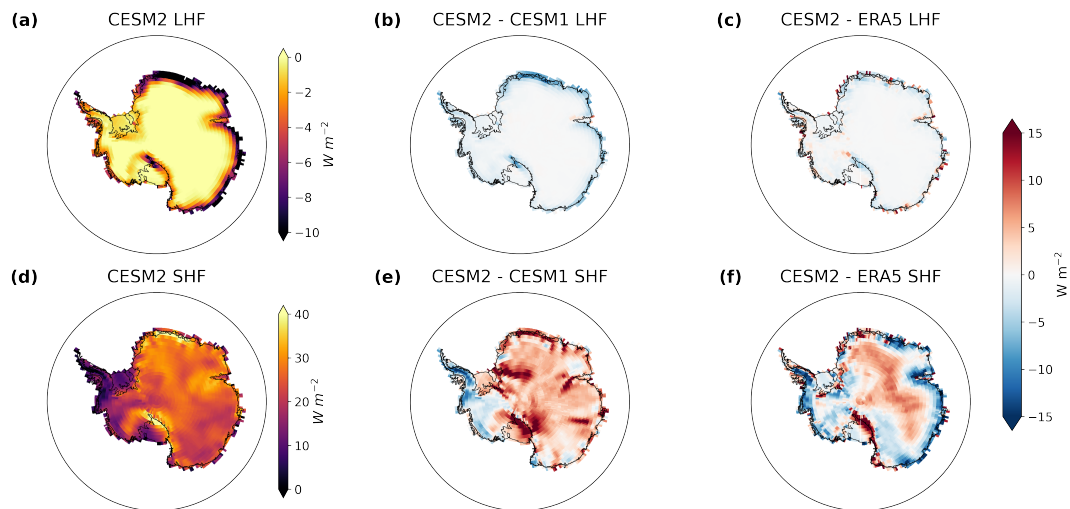 (a) CESM2 LHF
(b) CESM2 - CESM1 LHF
(c) CESM2 - ERA5 LHF
0
−2
−4
−6
−8
−10
W m−2
(d) CESM2 SHF
(e) CESM2 - CESM1 SHF
(f) CESM2 - ERA5 SHF
40
30
20
10
0
W m−2
15
10
5
0
−5
−10
−15
W m−2